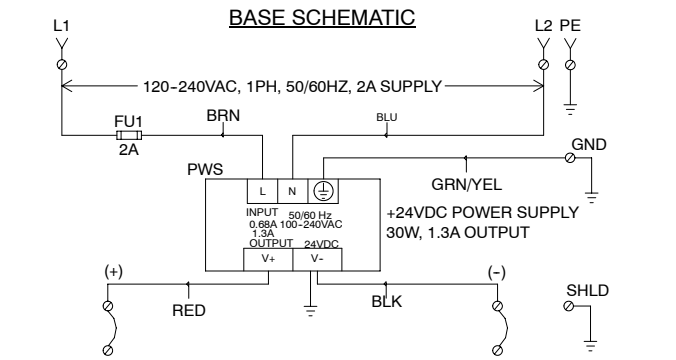 BASE SCHEMATIC
L1
L2 PE
120-240VAC, 1PH, 50/60HZ, 2A SUPPLY
FU1
2A
BRN
BLU
GND
PWS
GRN/YEL
L N
INPUT 50/60 Hz
0.68A 100-240VAC
1.3A
OUTPUT 24VDC
V+ V-
+24VDC POWER SUPPLY
30W, 1.3A OUTPUT
(+)
(-)
RED
BLK
SHLD